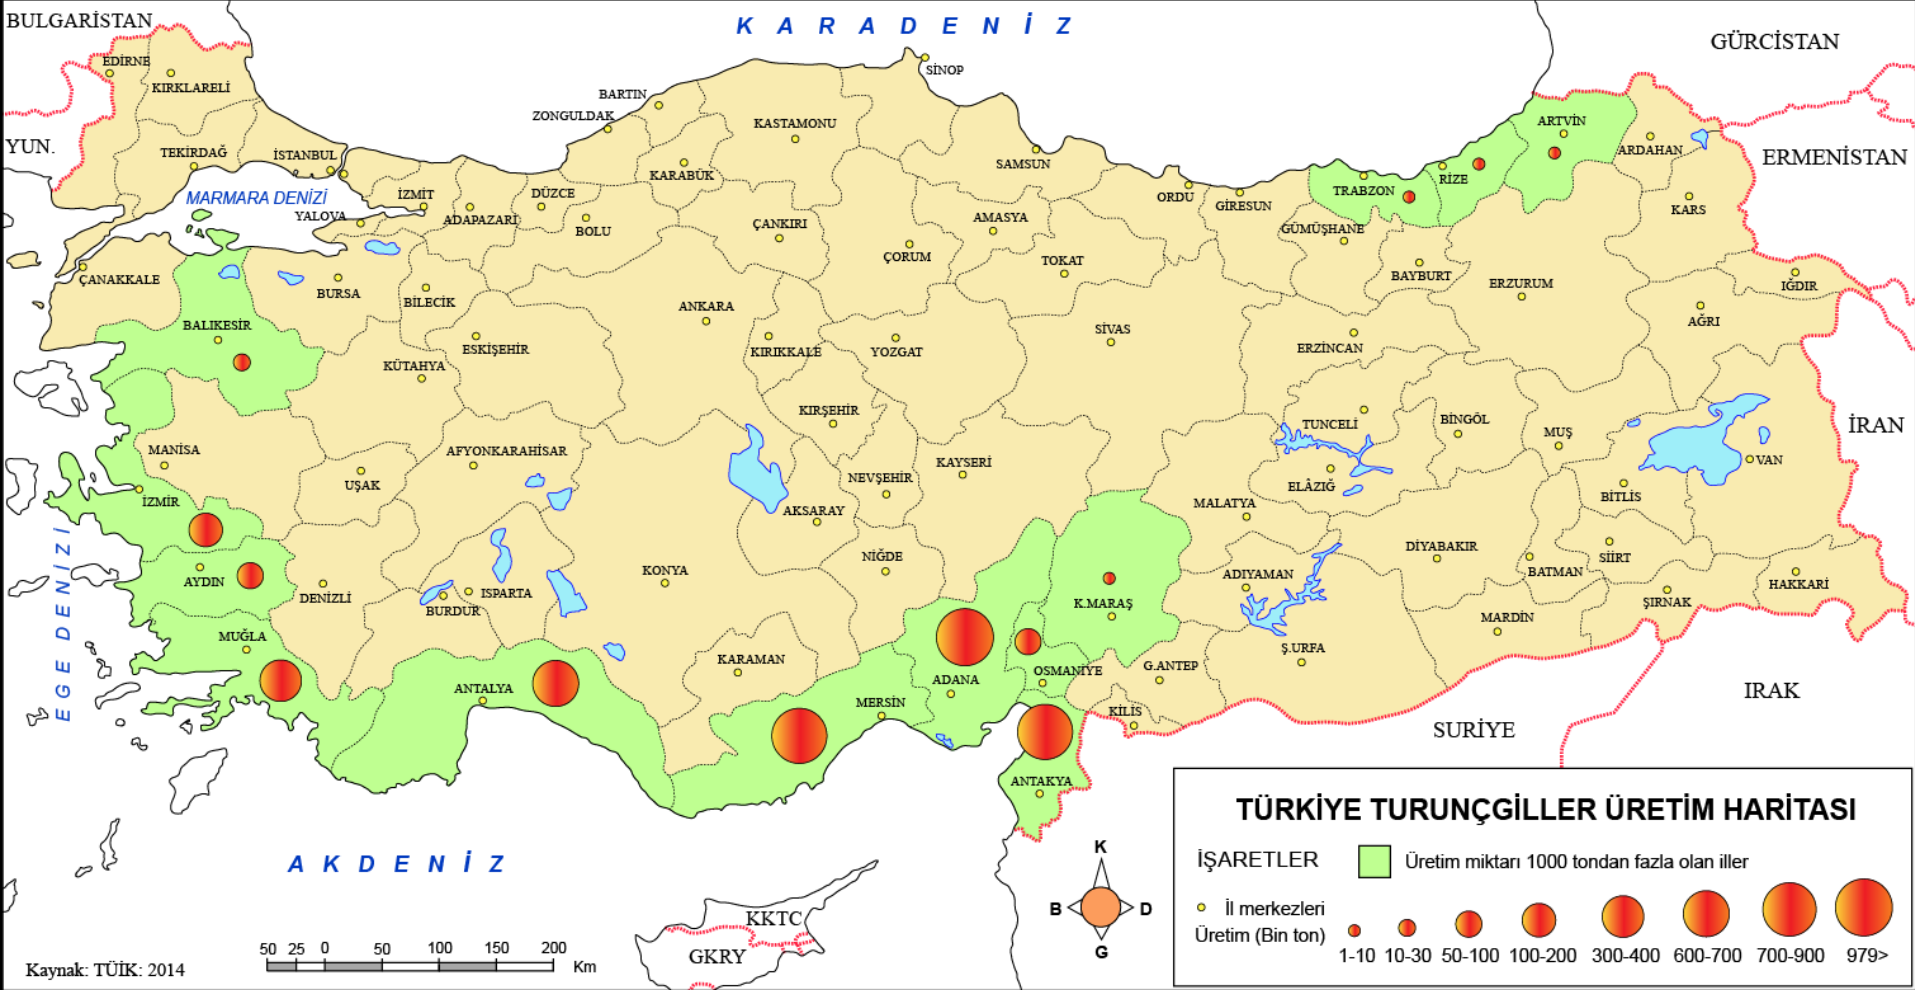 BULGARİSTAN
K A R A D E N İ Z
GÜRCİSTAN
EDİRNE
KIRKLARELİ
SİNOP
BARTIN
ZONGULDAK
KASTAMONU
ARTVİN
YUN.
TEKİRDAĞ
İSTANBUL
KARABÜK
SAMSUN
ARDAHAN
ERMENİSTAN
MARMARA DENİZİ
YALOVA
İZMİT
ADAPAZARI
DÜZCE
BOLU
ÇANKIRI
AMASYA
ORDU
GİRESUN
TRABZON
RİZE
KARS
GÜMÜŞHANE
ÇORUM
TOKAT
BAYBURT
ERZURUM
IĞDIR
ÇANAKKALE
BURSA
BİLECİK
ANKARA
AĞRI
BALIKESİR
ESKİŞEHİR
KIRIKKALE
YOZGAT
SİVAS
ERZİNCAN
KÜTAHYA
KIRŞEHİR
TUNCELİ
BİNGÖL
MUŞ
İRAN
MANİSA
AFYONKARAHİSAR
UŞAK
NEVŞEHİR
KAYSERİ
ELÂZIĞ
VAN
BİTLİS
İZMİR
AKSARAY
MALATYA
EGE DENİZİ
AYDIN
DENİZLİ
BURDUR
ISPARTA
KONYA
NİĞDE
ADIYAMAN
DİYABAKIR
BATMAN
SİİRT
HAKKARİ
K.MARAŞ
MARDİN
ŞIRNAK
MUĞLA
ANTALYA
KARAMAN
MERSİN
ADANA
OSMANİYE
G.ANTEP
Ş.URFA
KİLİS
SURİYE
IRAK
ANTAKYA
A K D E N İ Z
KKTC
GKRY
K
B
D
G
50 25 0 50 100 150 200
Km
Kaynak: TÜİK: 2014
TÜRKİYE TURUNÇGİLLER ÜRETİM HARİTASI
İŞARETLER
Üretim miktarı 1000 tondan fazla olan iller
İl merkezleri
Üretim (Bin ton)
1-10 10-30 50-100 100-200 300-400 600-700 700-900 979>